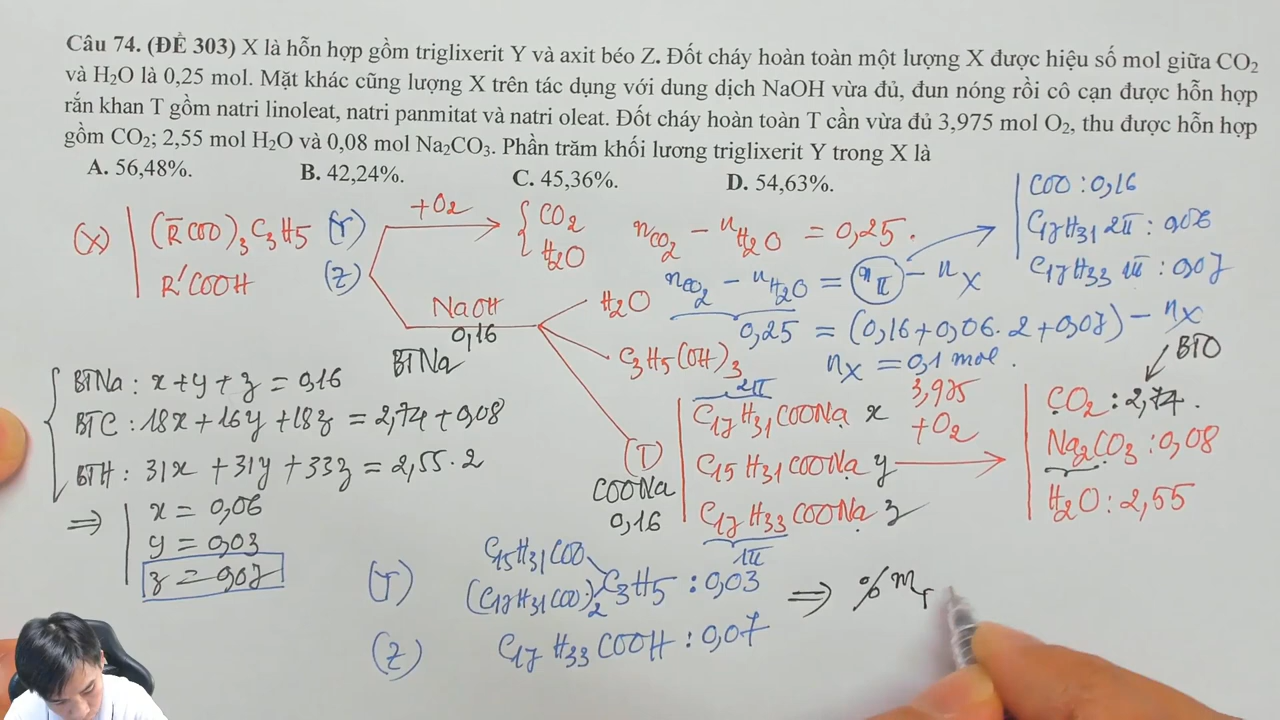 Câu 74. (ĐỀ 303) X là hỗn hợp gồm triglixerit Y và axit béo Z. Đốt cháy hoàn toàn một lượng X được hiệu số mol giữa CO₂
và H₂O là 0,25 mol. Mặt khác cũng lượng X trên tác dụng với dung dịch NaOH vừa đủ, đun nóng rồi cô cạn được hỗn hợp
rắn khan T gồm natri linoleat, natri panmitat và natri oleat. Đốt cháy hoàn toàn T cần vừa đủ 3,975 mol O₂, thu được hỗn hợp
gồm CO₂; 2,55 mol H₂O và 0,08 mol Na₂CO₃. Phần trăm khối lượng triglixerit Y trong X là
A. 56,48%. B. 42,24%. C. 45,36%. D. 54,63%.
(X) (R̄COO)₃C₃H₅ (Y)
R'COOH (Z)
+O₂
CO₂
H₂O
nCO₂ - nH₂O = 0,25.
COO : 0,16
C₁₇H₃₁ 2π : 0,06
C₁₇H₃₃ 1π : 0,07
nCO₂ - nH₂O = nπ - nX
0,25 = (0,16+0,06.2+0,07) - nX
nX = 0,1 mol.
NaOH
0,16
BTNa
H₂O
C₃H₅(OH)₃
(T)
COONa
0,16
2π
C₁₇H₃₁COONa x
C₁₅H₃₁COONa y
C₁₇H₃₃COONa z
1π
3,975
+O₂
BTO
CO₂ : 2,74.
Na₂CO₃ : 0,08
H₂O : 2,55
BTNa : x+y+z = 0,16
BTC : 18x+16y+18z = 2,74+0,08
BTH : 31x + 31y + 33z = 2,55.2
⇒ x = 0,06
y = 0,03
z = 0,07
(Y) C₁₅H₃₁COO
(C₁₇H₃₁COO)₂ C₃H₅ : 0,03
(Z) C₁₇H₃₃COOH : 0,07
⇒ %mY